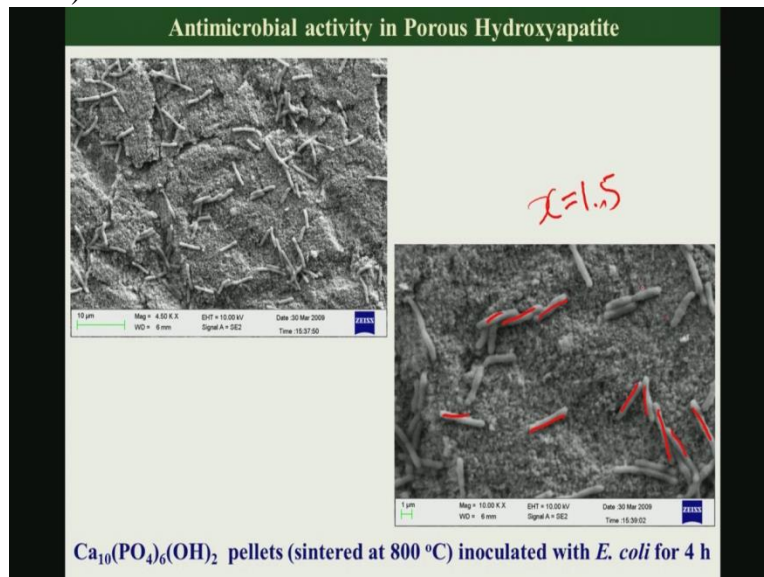 )
Antimicrobial activity in Porous Hydroxyapatite
10 µm
Mag = 4.50 K X
WD = 6 mm
EHT = 10.00 kV
Signal A = SE2
Date :30 Mar 2009
Time :15:37:50
ZEISS
x=1.5
1 µm
Mag = 10.00 K X
WD = 6 mm
EHT = 10.00 kV
Signal A = SE2
Date :30 Mar 2009
Time :15:39:02
ZEISS
Ca₁₀(PO₄)₆(OH)₂ pellets (sintered at 800 °C) inoculated with E. coli for 4 h